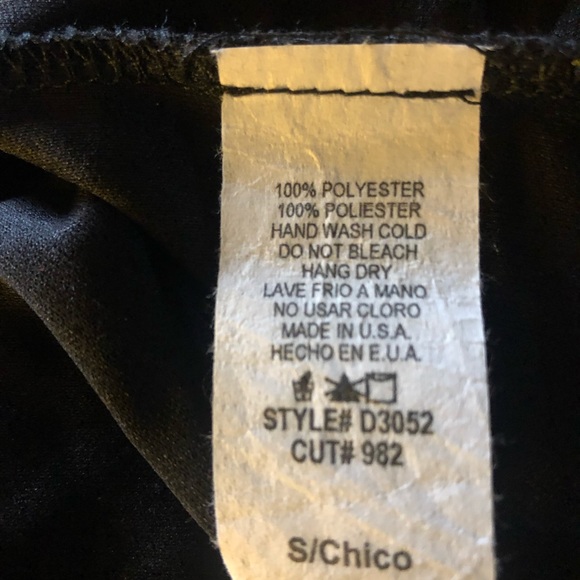 100% POLYESTER
100% POLIESTER
HAND WASH COLD
DO NOT BLEACH
HANG DRY
LAVE FRIO A MANO
NO USAR CLORO
MADE IN U.S.A.
HECHO EN E.U.A.
STYLE# D3052
CUT# 982
S/Chico